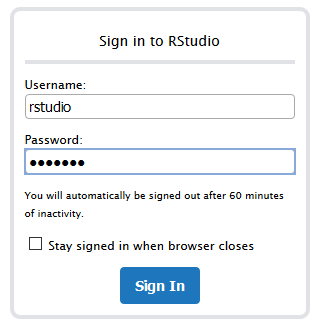 Sign in to RStudio
Username:
rstudio
Password:
●●●●●●●
You will automatically be signed out after 60 minutes
of inactivity.
Stay signed in when browser closes
Sign In